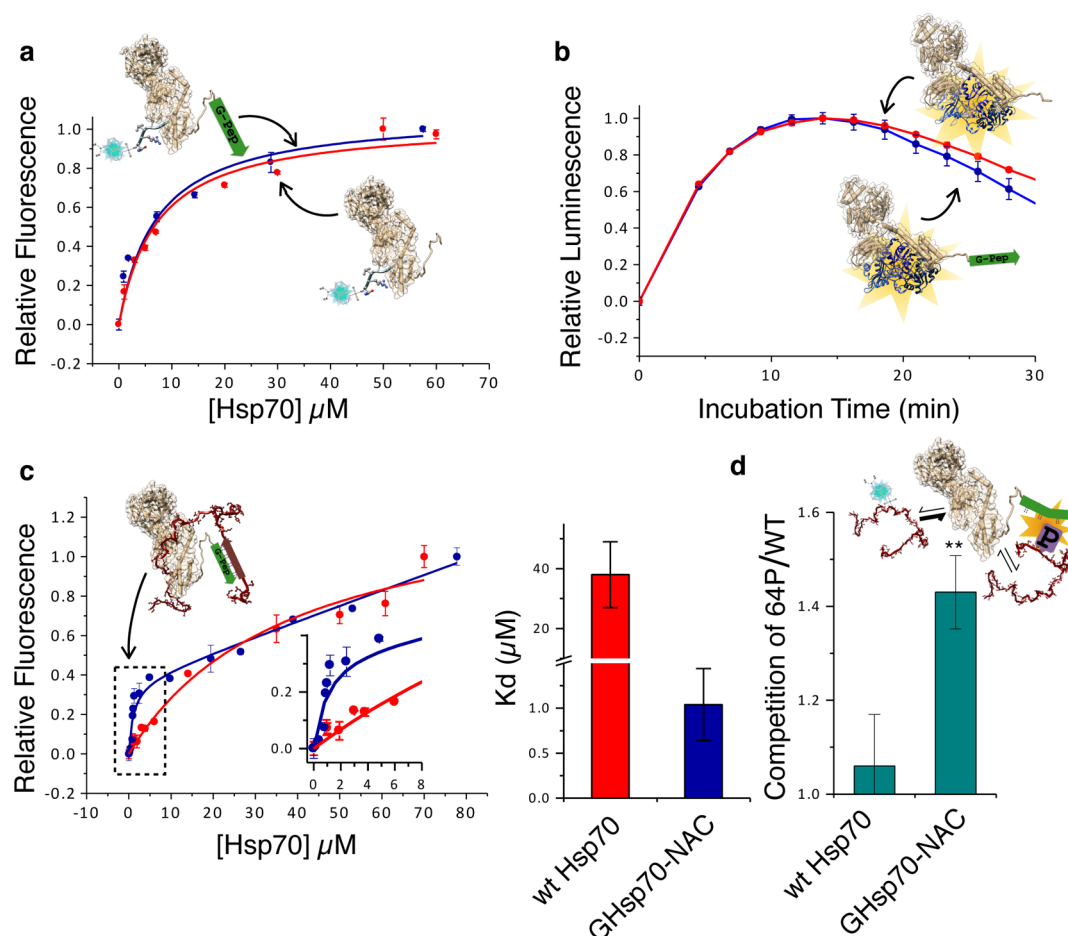 a
Relative Fluorescence
1.0
0.8
0.6
0.4
0.2
0.0
-0.2
0 10 20 30 40 50 60 70
[Hsp70] μM
G-Pep
b
Relative Luminescence
1.0
0.8
0.6
0.4
0.2
0.0
-0.2
0 10 20 30
Incubation Time (min)
G-Pep
c
Relative Fluorescence
1.2
1.0
0.8
0.6
0.4
0.2
0.0
-0.2
-10 0 10 20 30 40 50 60 70 80
[Hsp70] μM
G-Pep
0.2
0.0
0 2 4 6 8
Kd (μM)
40
20
1.0
0.5
0.0
wt Hsp70
GHsp70-NAC
d
Competition of 64P/WT
1.6
1.4
1.2
1.0
**
P
wt Hsp70
GHsp70-NAC